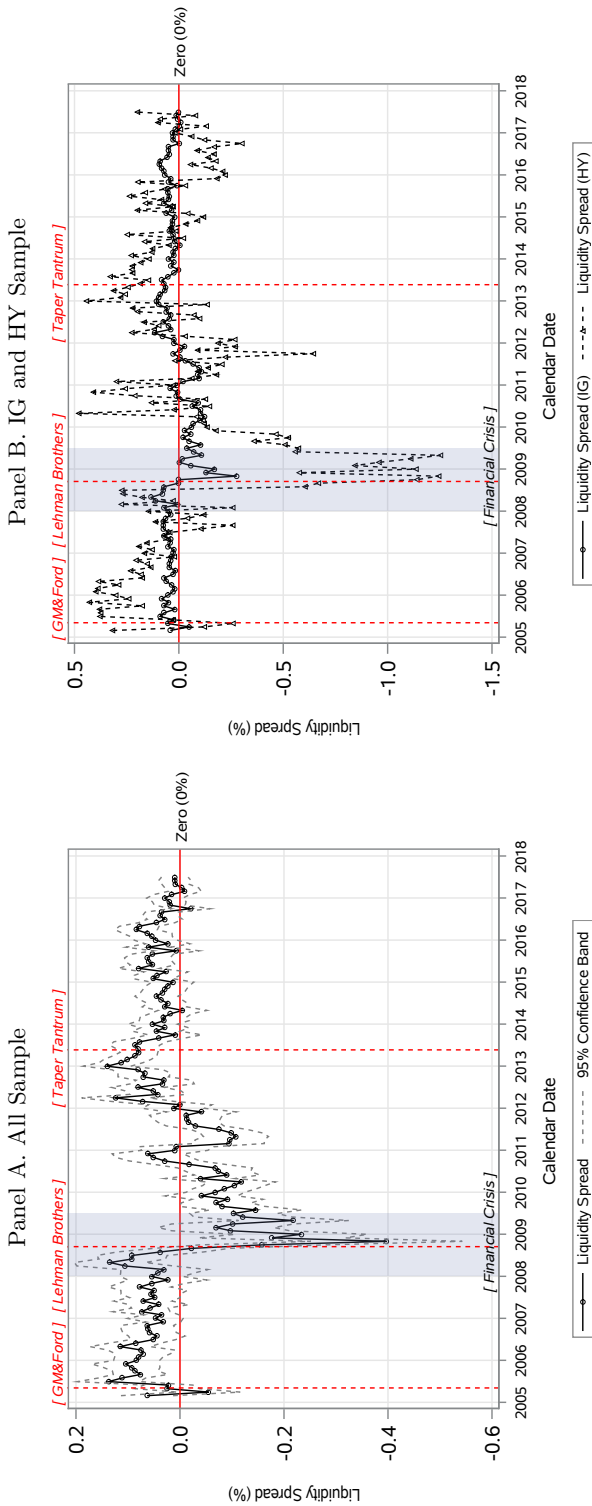 Panel A. All Sample
[ GM&Ford ] [ Lehman Brothers ] [ Taper Tantrum ]
0.2
0.0
-0.2
-0.4
-0.6
Liquidity Spread (%)
Zero (0%)
[ Financial Crisis ]
2005 2006 2007 2008 2009 2010 2011 2012 2013 2014 2015 2016 2017 2018
Calendar Date
Liquidity Spread 95% Confidence Band
Panel B. IG and HY Sample
[ GM&Ford ] [ Lehman Brothers ] [ Taper Tantrum ]
0.5
0.0
-0.5
-1.0
-1.5
Liquidity Spread (%)
Zero (0%)
[ Financial Crisis ]
2005 2006 2007 2008 2009 2010 2011 2012 2013 2014 2015 2016 2017 2018
Calendar Date
Liquidity Spread (IG) Liquidity Spread (HY)